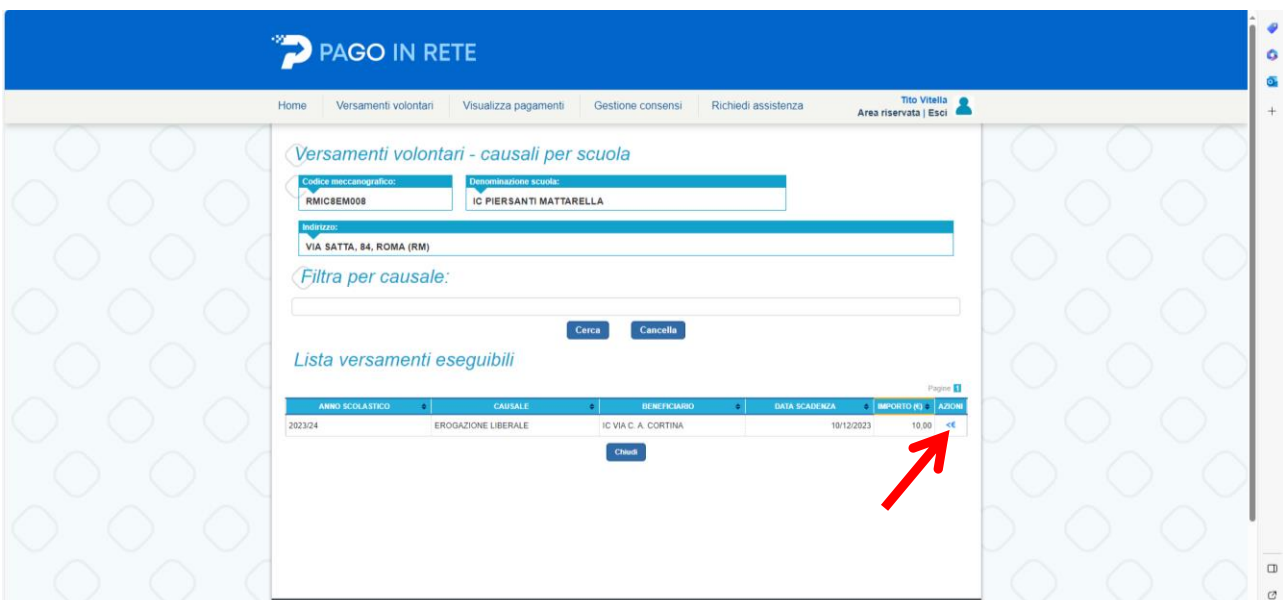 PAGO IN RETE
Home Versamenti volontari Visualizza pagamenti Gestione consensi Richiedi assistenza
Tito Vitella
Area riservata | Esci
Versamenti volontari - causali per scuola
Codice meccanografico: Denominazione scuola:
RMIC8EM008 IC PIERSANTI MATTARELLA
Indirizzo:
VIA SATTA, 84, ROMA (RM)
Filtra per causale:
Cerca Cancella
Lista versamenti eseguibili
Pagine 1
ANNO SCOLASTICO CAUSALE BENEFICIARIO DATA SCADENZA IMPORTO (€) AZIONI
2023/24 EROGAZIONE LIBERALE IC VIA C. A. CORTINA 10/12/2023 10,00 <€
Chiudi